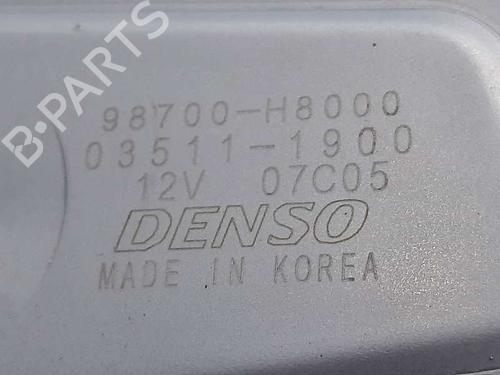 B-PARTS
98700-H8000
03511-1900
12V 07C05
DENSO
MADE IN KOREA